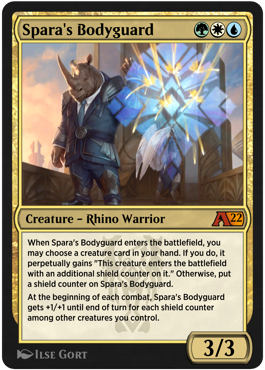 Spara's Bodyguard
Creature – Rhino Warrior
A22
When Spara's Bodyguard enters the battlefield, you
may choose a creature card in your hand. If you do, it
perpetually gains "This creature enters the battlefield
with an additional shield counter on it." Otherwise, put
a shield counter on Spara's Bodyguard.
At the beginning of each combat, Spara's Bodyguard
gets +1/+1 until end of turn for each shield counter
among other creatures you control.
3/3
Ilse Gort